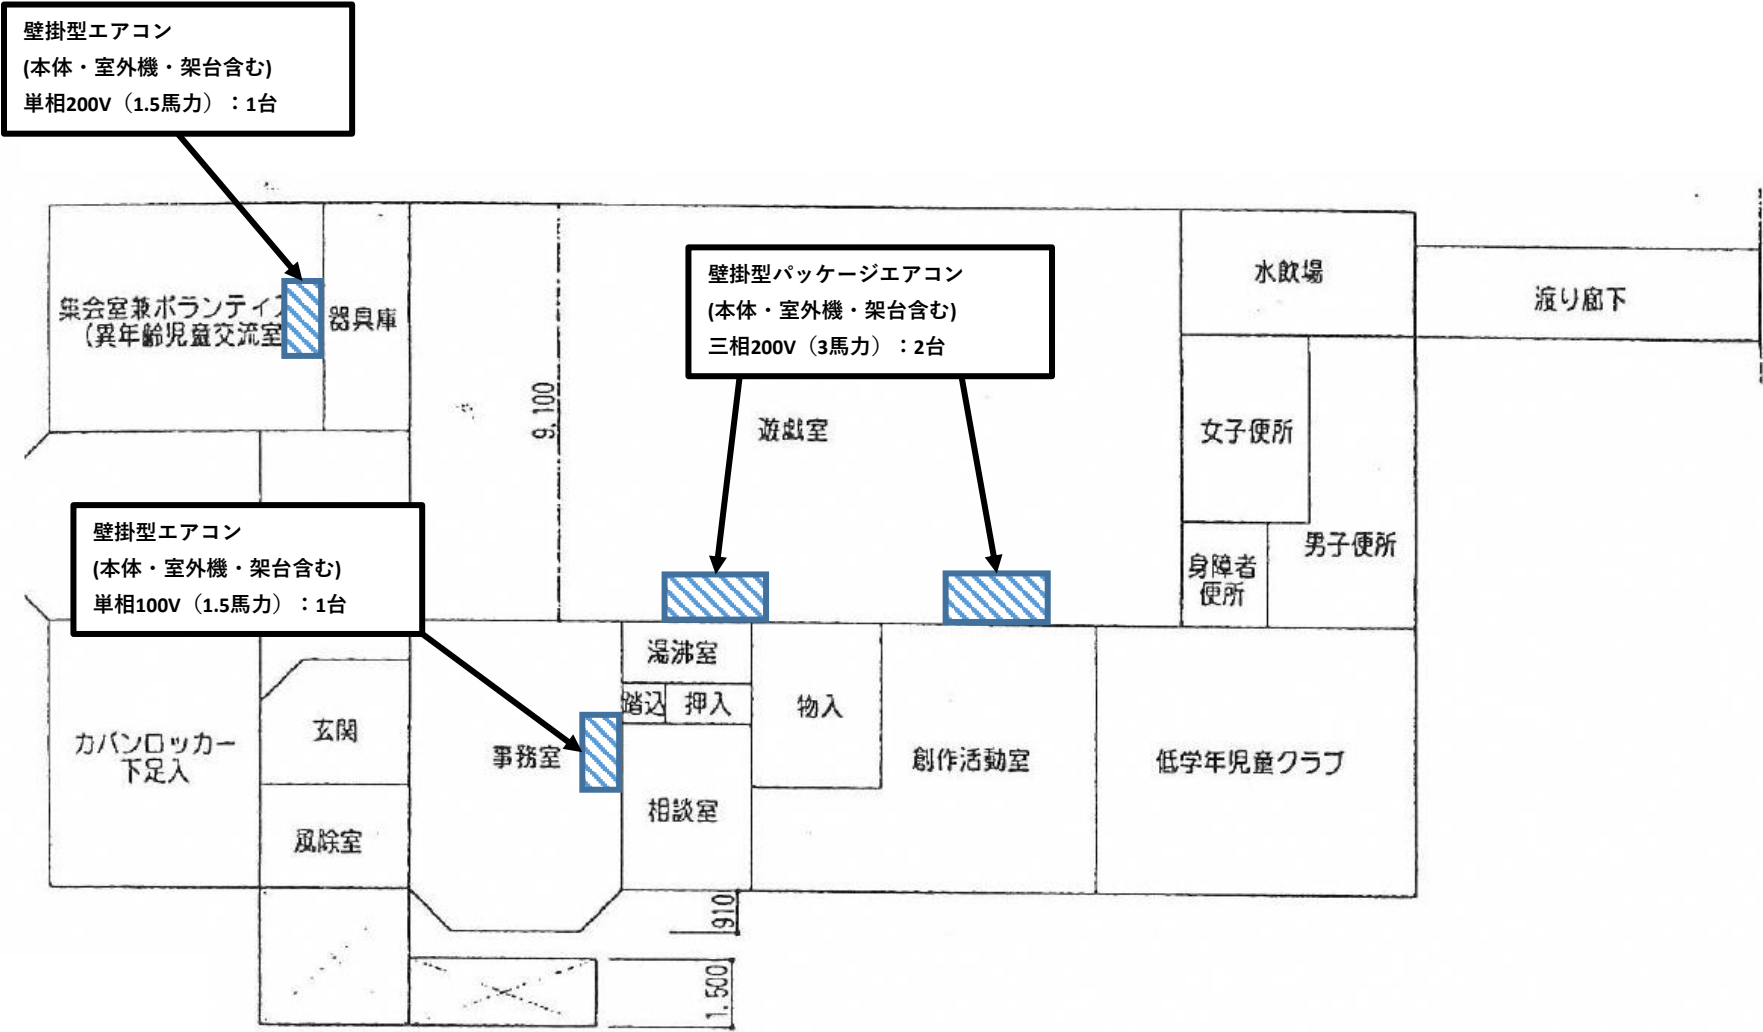 壁掛型エアコン
(本体・室外機・架台含む)
単相200V（1.5馬力）：1台
集会室兼ボランティ
（異年齢児童交流室
器具庫
9,100
壁掛型パッケージエアコン
(本体・室外機・架台含む)
三相200V（3馬力）：2台
遊戯室
水飲場
渡り廊下
女子便所
男子便所
身障者
便所
壁掛型エアコン
(本体・室外機・架台含む)
単相100V（1.5馬力）：1台
カバンロッカー
下足入
玄関
風除室
事務室
湯沸室
踏込
押入
相談室
物入
創作活動室
低学年児童クラブ
910
1,500